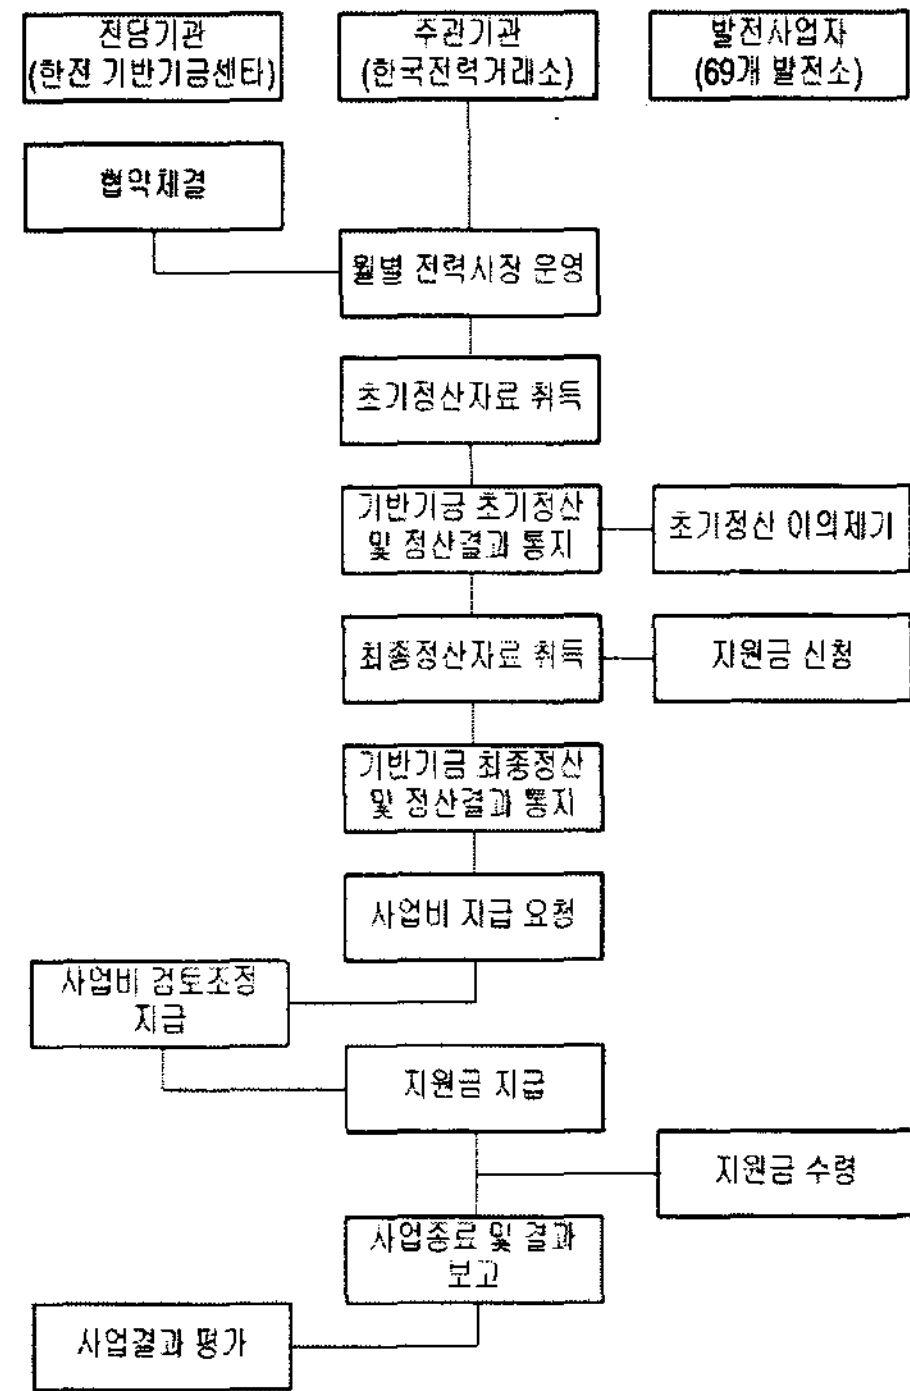 전담기관
(한전 기반기금센타)
주관기관
(한국전력거래소)
발전사업자
(69개 발전소)
협약체결
월별 전력시장 운영
초기정산자료 취득
기반기금 초기정산
및 정산결과 통지
초기정산 이의제기
최종정산자료 취득
지원금 신청
기반기금 최종정산
및 정산결과 통지
사업비 지급 요청
사업비 검토조정
지급
지원금 지급
지원금 수령
사업종료 및 결과
보고
사업결과 평가